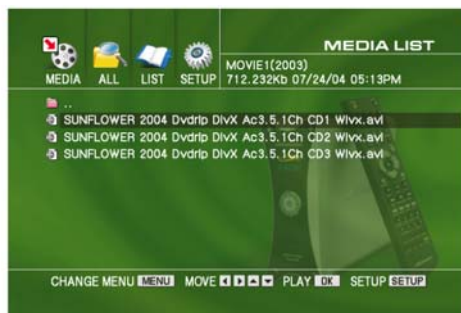 MEDIA LIST
MEDIA ALL LIST SETUP
MOVIE1(2003)
712.232Kb 07/24/04 05:13PM
..
SUNFLOWER 2004 Dvdrip DivX Ac3.5.1Ch CD1 Wivx.avi
SUNFLOWER 2004 Dvdrip DivX Ac3.5.1Ch CD2 Wivx.avi
SUNFLOWER 2004 Dvdrip DivX Ac3.5.1Ch CD3 Wivx.avi
CHANGE MENU MENU MOVE ◀ ▶ ▲ ▼ PLAY OK SETUP SETUP